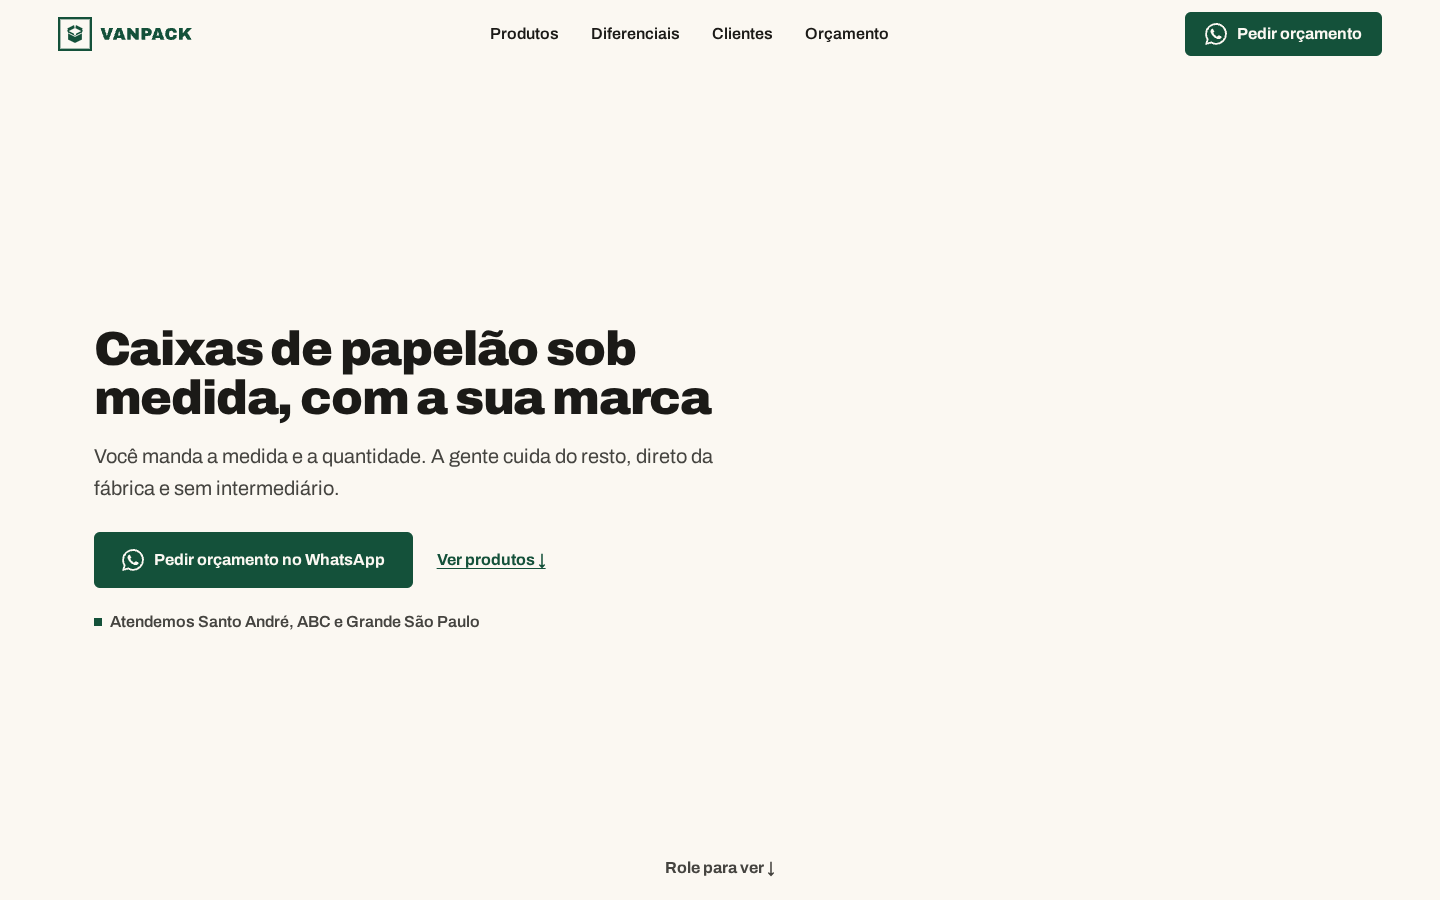 VANPACK
Produtos
Diferenciais
Clientes
Orçamento
Pedir orçamento
Caixas de papelão sob
medida, com a sua marca
Você manda a medida e a quantidade. A gente cuida do resto, direto da
fábrica e sem intermediário.
Pedir orçamento no WhatsApp
Ver produtos ↓
Atendemos Santo André, ABC e Grande São Paulo
Role para ver ↓